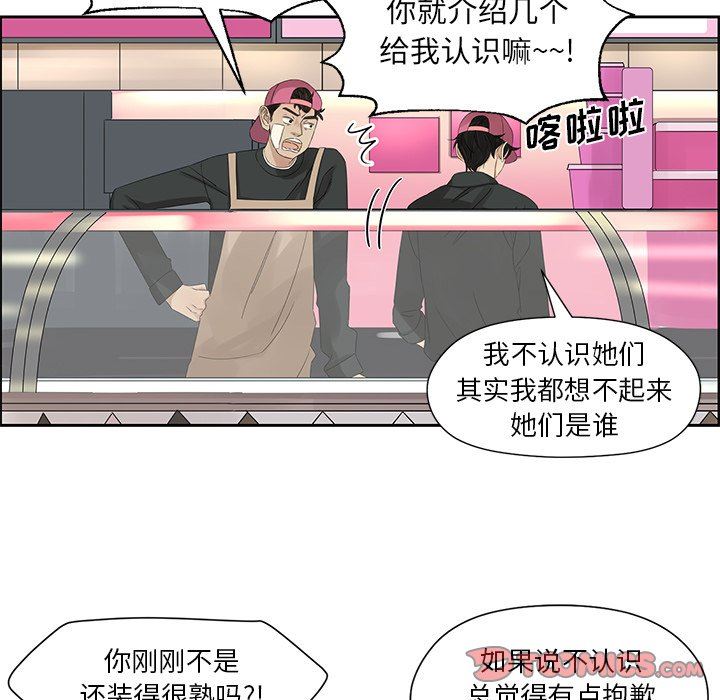 你就介绍几个
给我认识嘛~~!
喀啦啦
我不认识她们
其实我都想不起来
她们是谁
你刚刚不是
还装得很熟吗?!
如果说不认识
总觉得有点抱歉
TOOMICS.COM